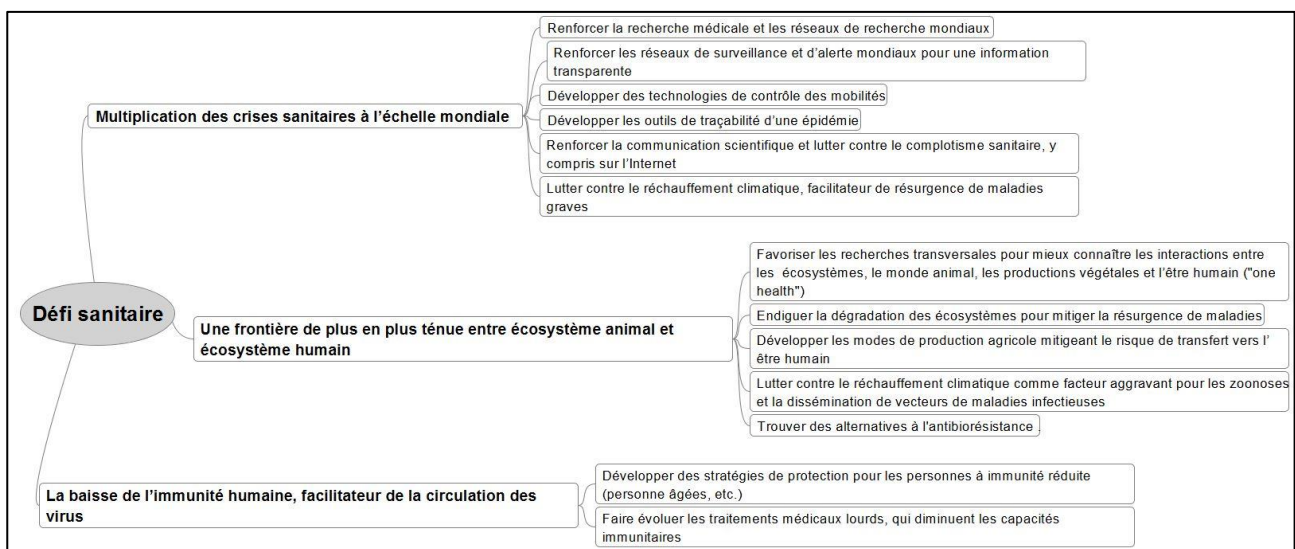 Renforcer la recherche médicale et les réseaux de recherche mondiaux
Renforcer les réseaux de surveillance et d’alerte mondiaux pour une information
transparente
Développer des technologies de contrôle des mobilités
Multiplication des crises sanitaires à l’échelle mondiale
Développer les outils de traçabilité d’une épidémie
Renforcer la communication scientifique et lutter contre le complotisme sanitaire, y
compris sur l’Internet
Lutter contre le réchauffement climatique, facilitateur de résurgence de maladies
graves
Défi sanitaire
Une frontière de plus en plus ténue entre écosystème animal et
écosystème humain
Favoriser les recherches transversales pour mieux connaître les interactions entre
les écosystèmes, le monde animal, les productions végétales et l’être humain ("one
health")
Endiguer la dégradation des écosystèmes pour mitiger la résurgence de maladies
Développer les modes de production agricole mitigeant le risque de transfert vers l’
être humain
Lutter contre le réchauffement climatique comme facteur aggravant pour les zoonoses
et la dissémination de vecteurs de maladies infectieuses
Trouver des alternatives à l'antibiorésistance .
La baisse de l’immunité humaine, facilitateur de la circulation des
virus
Développer des stratégies de protection pour les personnes à immunité réduite
(personne âgées, etc.)
Faire évoluer les traitements médicaux lourds, qui diminuent les capacités
immunitaires